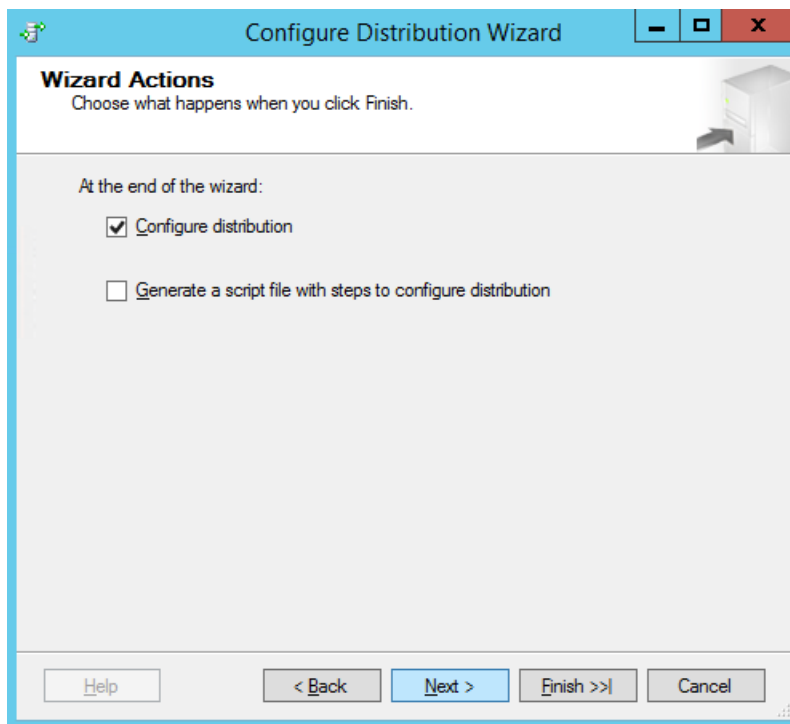 Configure Distribution Wizard
Wizard Actions
Choose what happens when you click Finish.
At the end of the wizard:
Configure distribution
Generate a script file with steps to configure distribution
Help < Back Next > Finish >>| Cancel